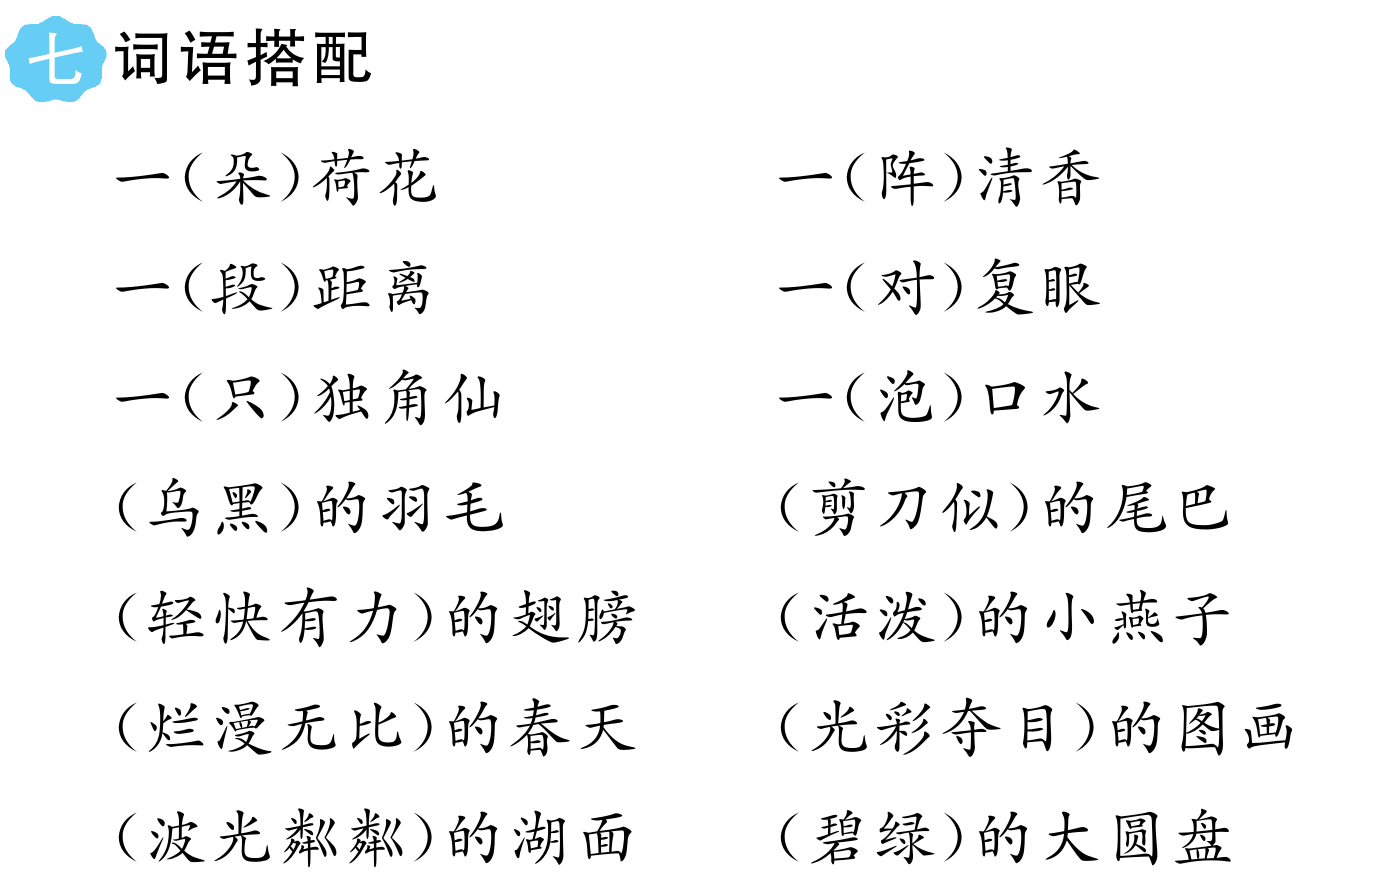 七 词语搭配
一(朵)荷花 一(阵)清香
一(段)距离 一(对)复眼
一(只)独角仙 一(泡)口水
(乌黑)的羽毛 (剪刀似)的尾巴
(轻快有力)的翅膀 (活泼)的小燕子
(烂漫无比)的春天 (光彩夺目)的图画
(波光粼粼)的湖面 (碧绿)的大圆盘